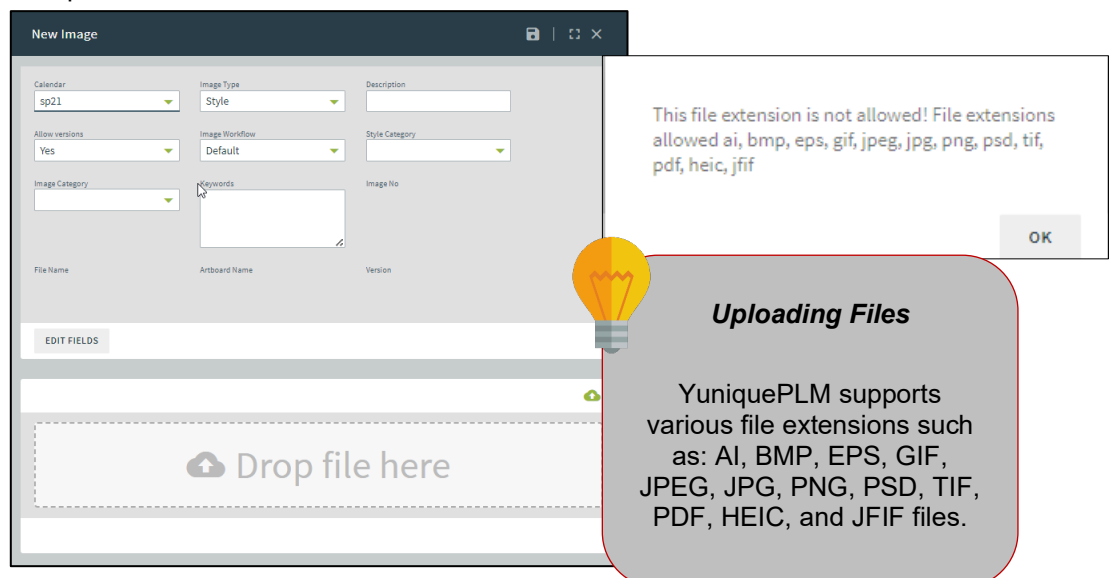 New Image
Calendar
Image Type
Description
sp21
Style
Allow versions
Image Workflow
Style Category
Yes
Default
Image Category
Keywords
Image No
File Name
Artboard Name
Version
EDIT FIELDS
Drop file here
This file extension is not allowed! File extensions
allowed ai, bmp, eps, gif, jpeg, jpg, png, psd, tif,
pdf, heic, jfif
OK
Uploading Files
YuniquePLM supports
various file extensions such
as: AI, BMP, EPS, GIF,
JPEG, JPG, PNG, PSD, TIF,
PDF, HEIC, and JFIF files.